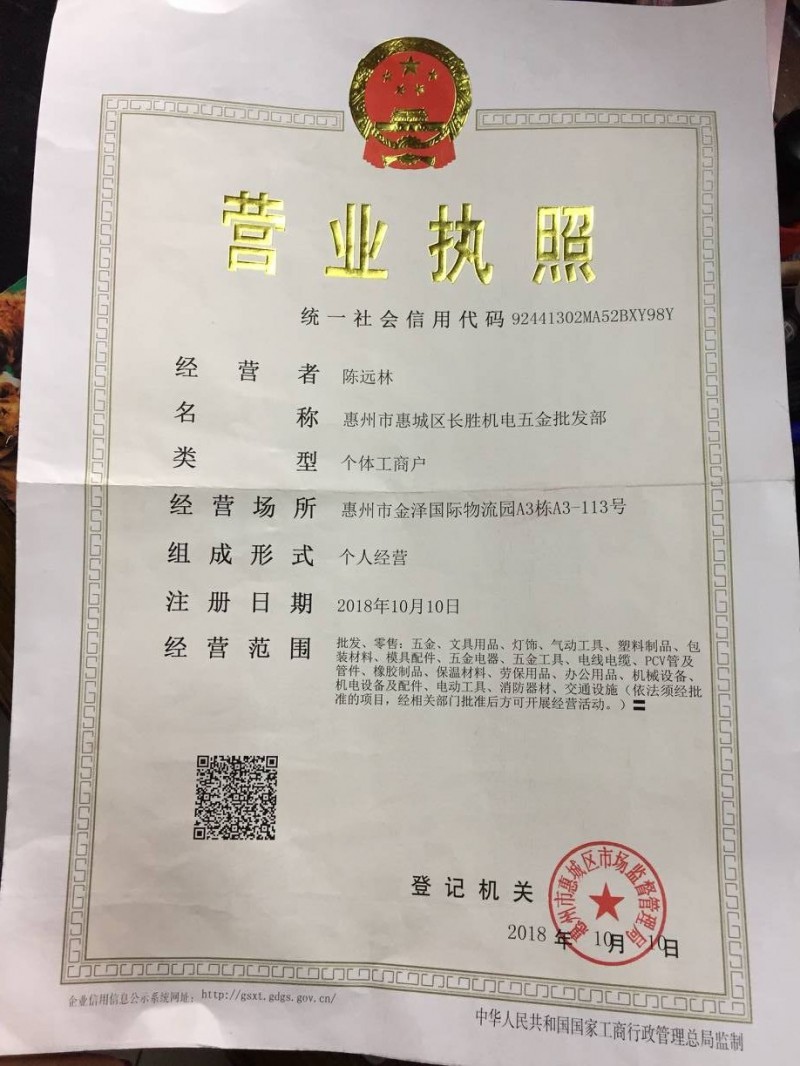 营业执照
统一社会信用代码 92441302MA52BXY98Y
经营者 陈远林
名称 惠州市惠城区长胜机电五金批发部
类型 个体工商户
经营场所 惠州市金泽国际物流园A3栋A3-113号
组成形式 个人经营
注册日期 2018年10月10日
经营范围 批发、零售：五金、文具用品、灯饰、气动工具、塑料制品、包
装材料、模具配件、五金电器、五金工具、电线电缆、PCV管及
管件、橡胶制品、保温材料、劳保用品、办公用品、机械设备、
机电设备及配件、电动工具、消防器材、交通设施（依法须经批
准的项目，经相关部门批准后方可开展经营活动。）
登记机关
惠州市惠城区市场监督管理局
2018 年 10 月 10 日
企业信用信息公示系统网址：http://gsxt.gdgs.gov.cn/
中华人民共和国国家工商行政管理总局监制